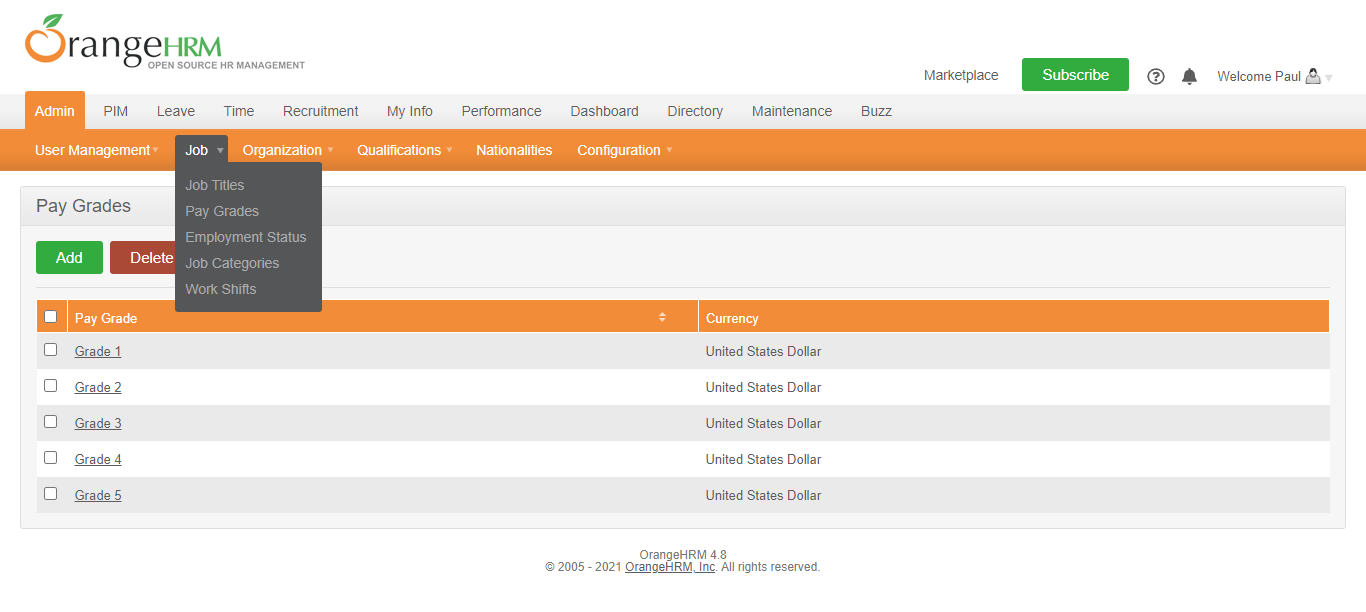 OrangeHRM
OPEN SOURCE HR MANAGEMENT
Marketplace Subscribe Welcome Paul
Admin PIM Leave Time Recruitment My Info Performance Dashboard Directory Maintenance Buzz
User Management Job Organization Qualifications Nationalities Configuration
Job Titles
Pay Grades
Employment Status
Job Categories
Work Shifts
Pay Grades
Add Delete
Pay Grade Currency
Grade 1 United States Dollar
Grade 2 United States Dollar
Grade 3 United States Dollar
Grade 4 United States Dollar
Grade 5 United States Dollar
OrangeHRM 4.8
© 2005 - 2021 OrangeHRM, Inc. All rights reserved.